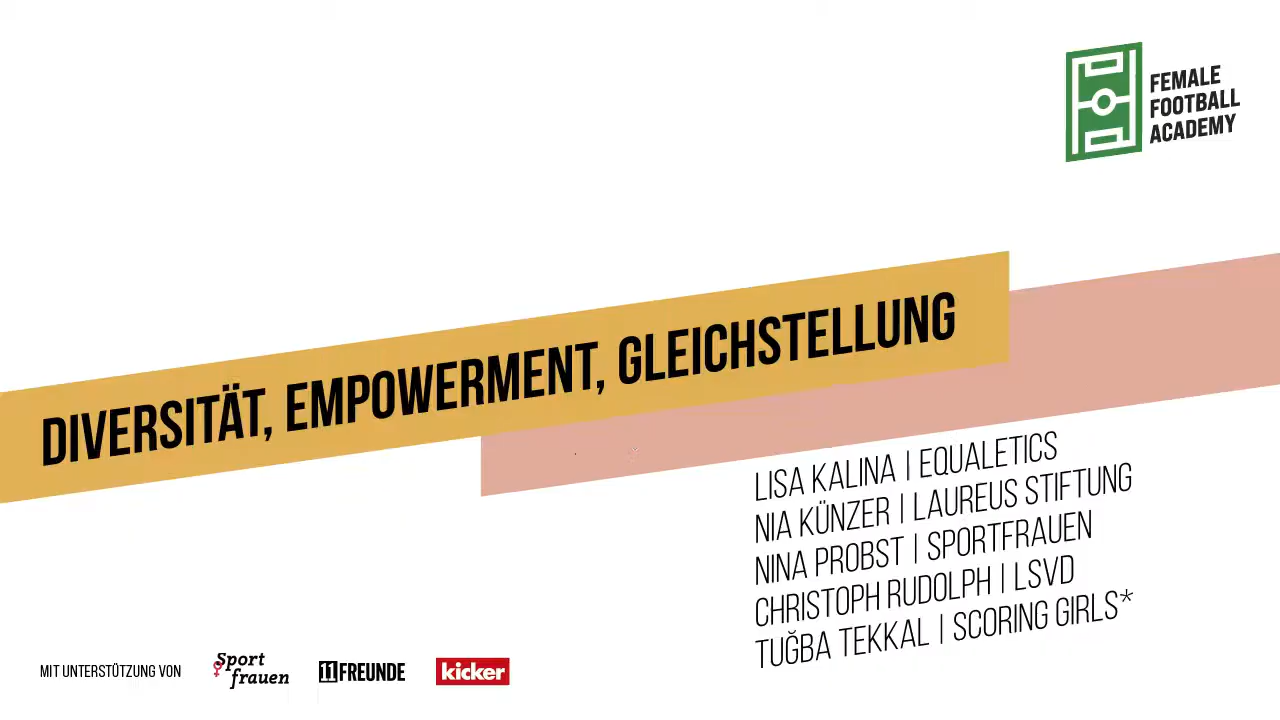 FEMALE
FOOTBALL
ACADEMY
DIVERSITÄT, EMPOWERMENT, GLEICHSTELLUNG
LISA KALINA | EQUALETICS
NIA KÜNZER | LAUREUS STIFTUNG
NINA PROBST | SPORTFRAUEN
CHRISTOPH RUDOLPH | LSVD
TUĞBA TEKKAL | SCORING GIRLS*
MIT UNTERSTÜTZUNG VON
Sport
frauen
11FREUNDE
kicker